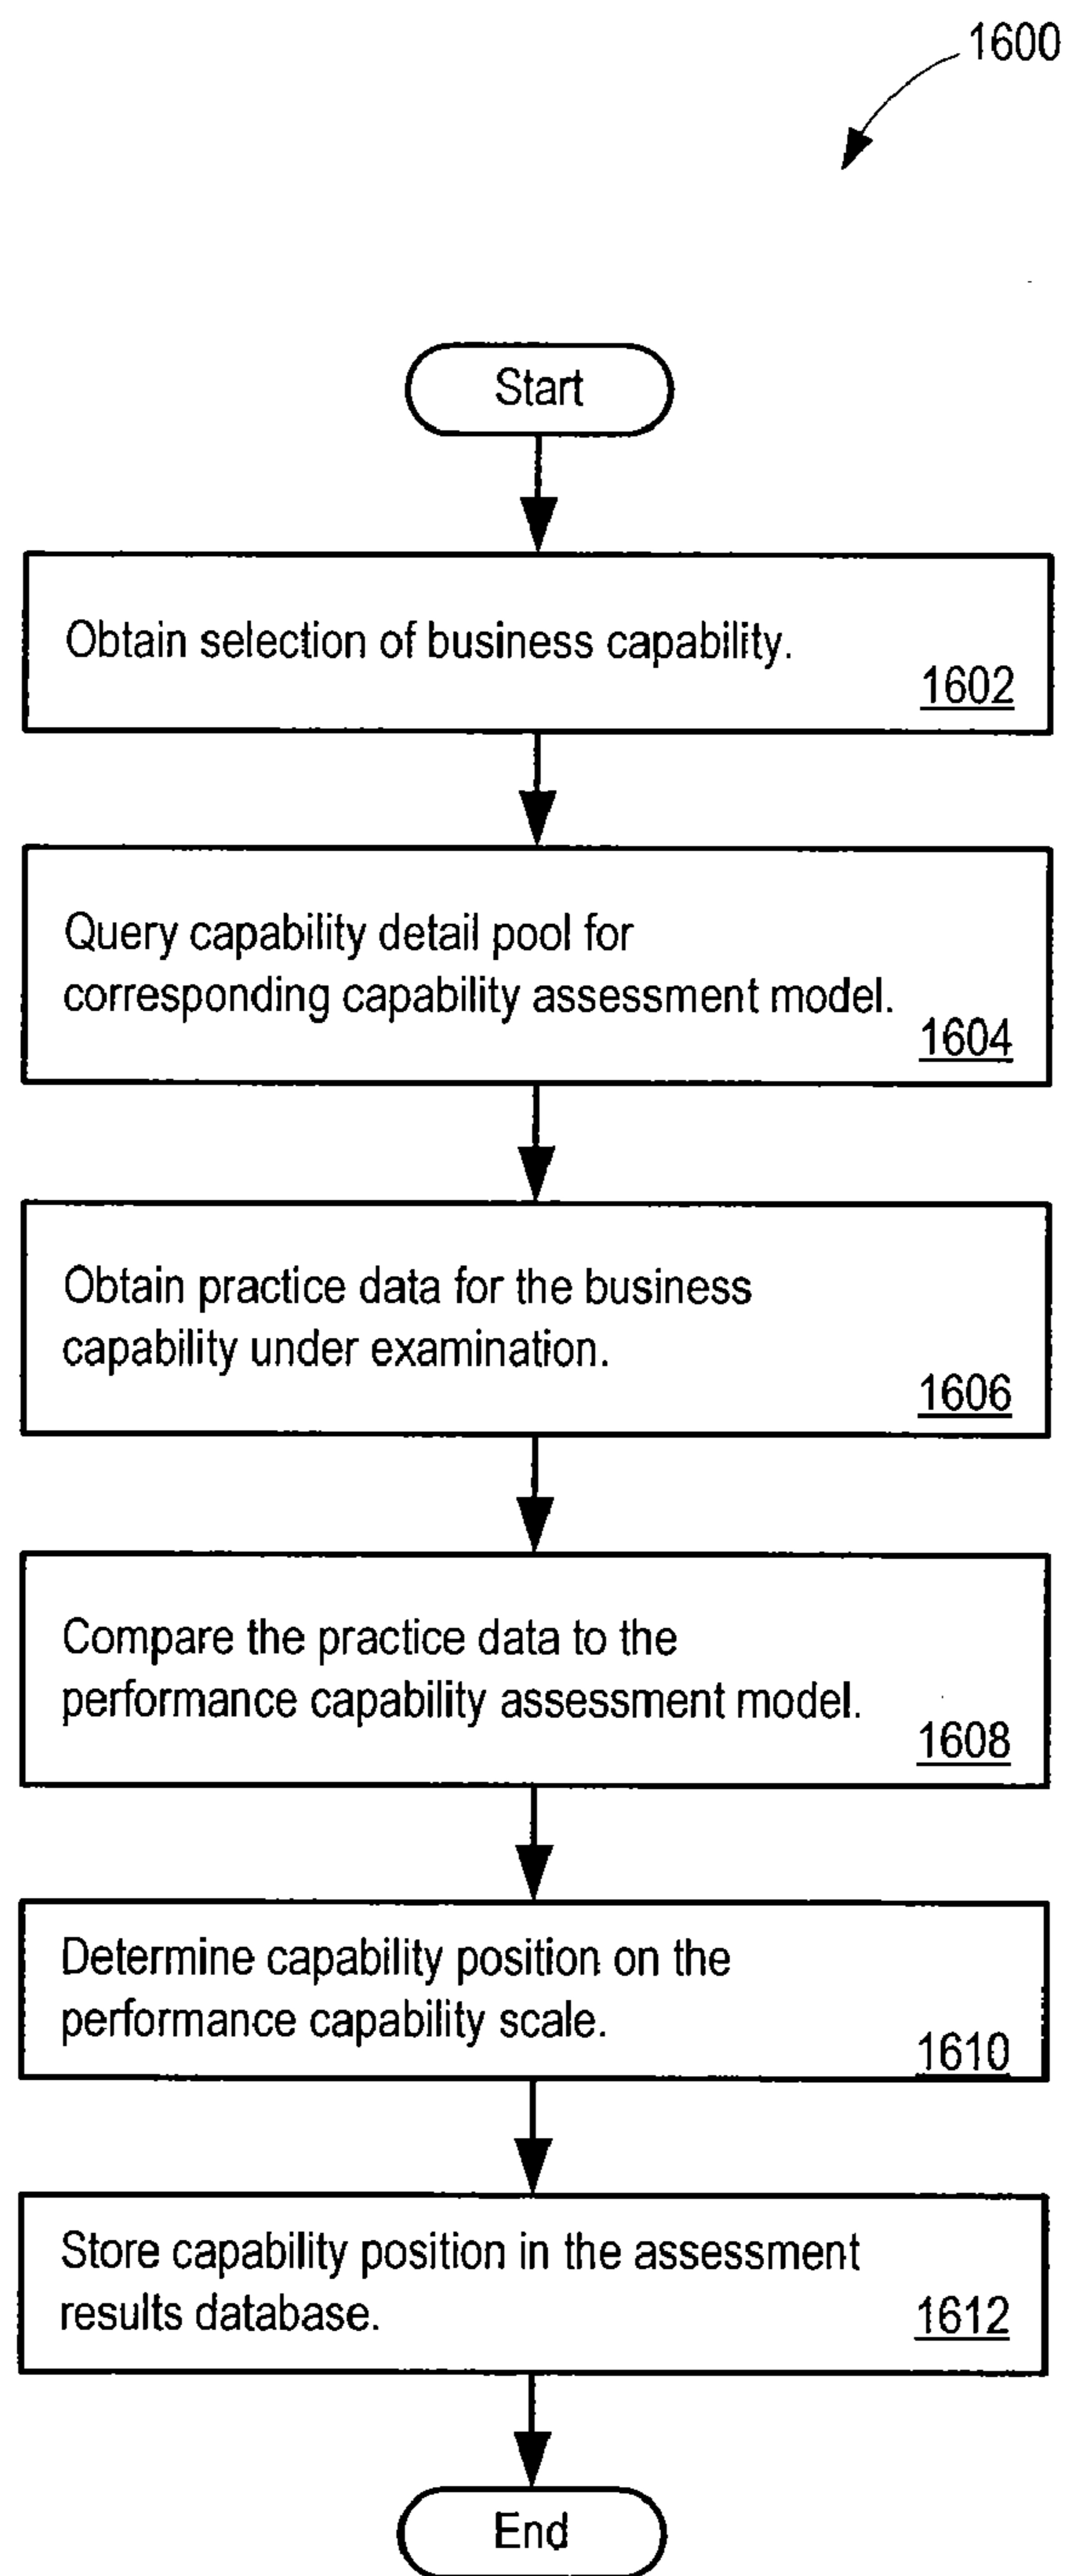 1600
Start
Obtain selection of business capability.
1602
Query capability detail pool for
corresponding capability assessment model.
1604
Obtain practice data for the business
capability under examination.
1606
Compare the practice data to the
performance capability assessment model.
1608
Determine capability position on the
performance capability scale.
1610
Store capability position in the assessment
results database.
1612
End